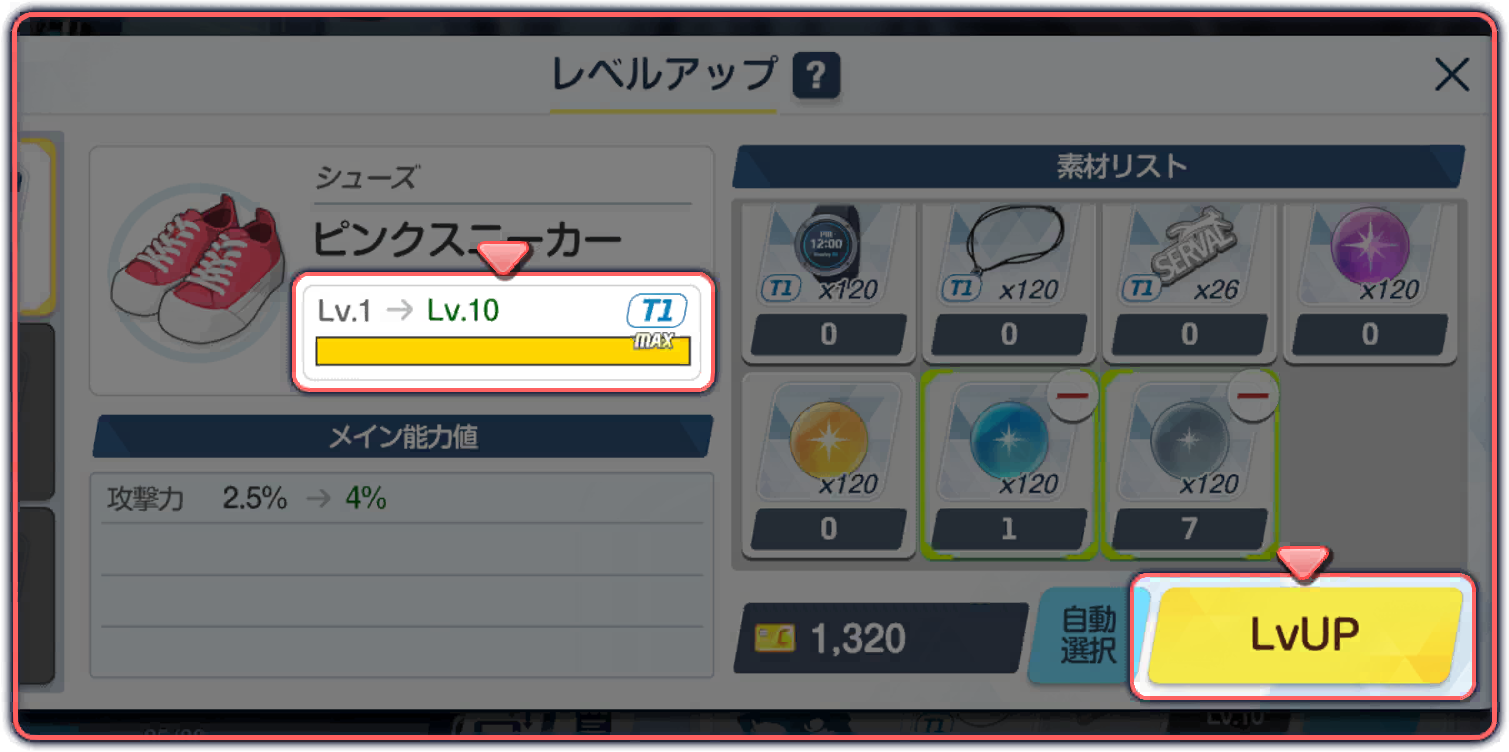 レベルアップ ?
シューズ
ピンクスニーカー
Lv.1 → Lv.10 T1
MAX
メイン能力値
攻撃力 2.5% → 4%
素材リスト
PM
12:00
SERVAL
T1 x120 T1 x120 T1 x26 x120
0 0 0 0
x120 x120 x120
0 1 7
C 1,320
自動
選択
LvUP
T1
Lv.10